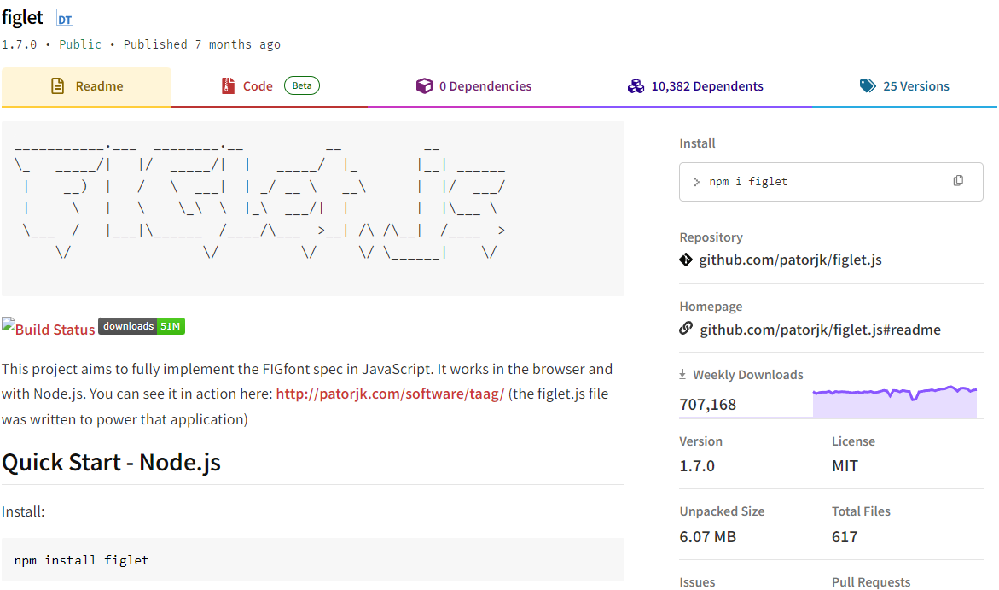 figlet DT
1.7.0 • Public • Published 7 months ago
Readme
Code Beta
0 Dependencies
10,382 Dependents
25 Versions
___________.___  ________.__          __          __
\_   _____/|   |/  _____/|  |   _____/  |_       |__| ______
 |    __)  |   /   \  ___|  | _/ __ \   __\      |  |/  ___/
 |     \   |   \    \_\  \  |_\  ___/|  |        |  |\___ \
 \___  /   |___|\______  /____/\___  >__| /\ /\__|  /____  >
     \/                \/          \/     \/ \______|    \/
Build Status downloads 51M
This project aims to fully implement the FIGfont spec in JavaScript. It works in the browser and
with Node.js. You can see it in action here: http://patorjk.com/software/taag/ (the figlet.js file
was written to power that application)
Quick Start - Node.js
Install:
npm install figlet
Install
> npm i figlet
Repository
github.com/patorjk/figlet.js
Homepage
github.com/patorjk/figlet.js#readme
Weekly Downloads
707,168
Version
1.7.0
License
MIT
Unpacked Size
6.07 MB
Total Files
617
Issues
Pull Requests